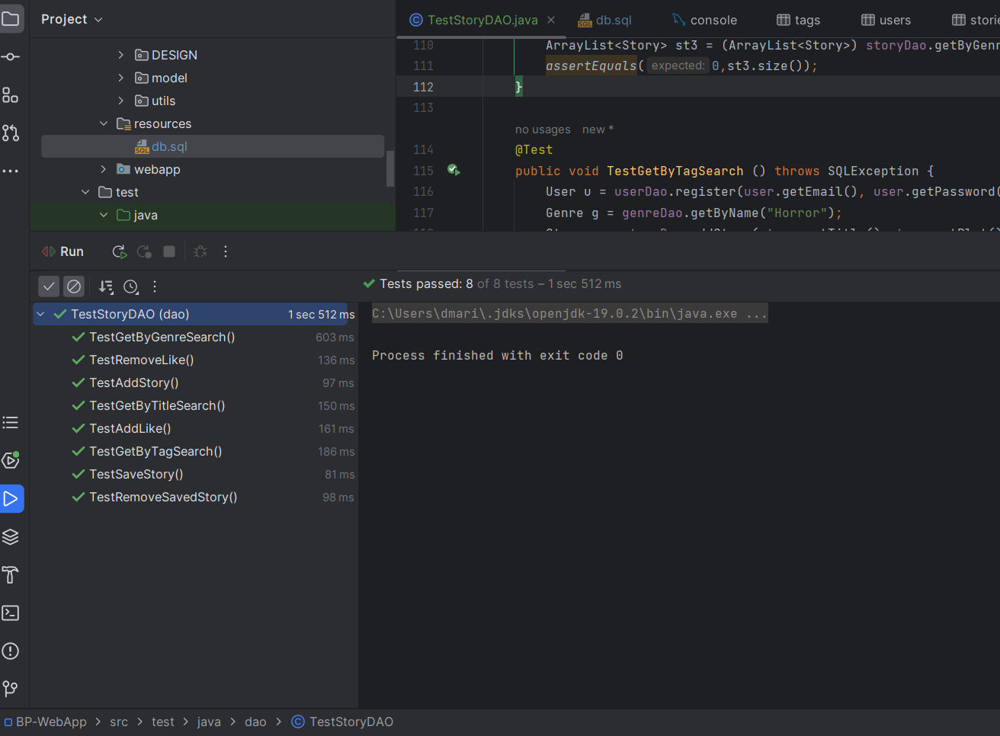 Project
DESIGN
model
utils
resources
db.sql
webapp
test
java
TestStoryDAO.java
db.sql
console
tags
users
110 ArrayList<Story> st3 = (ArrayList<Story>) storyDao.getByGenr
111 assertEquals( expected: 0,st3.size());
112 }
113
no usages new *
114 @Test
115 public void TestGetByTagSearch () throws SQLException {
116 User u = userDao.register(user.getEmail(), user.getPassword(
117 Genre g = genreDao.getByName("Horror");
Run
Tests passed: 8 of 8 tests – 1 sec 512 ms
TestStoryDAO (dao) 1 sec 512 ms
TestGetByGenreSearch() 603 ms
TestRemoveLike() 136 ms
TestAddStory() 97 ms
TestGetByTitleSearch() 150 ms
TestAddLike() 161 ms
TestGetByTagSearch() 186 ms
TestSaveStory() 81 ms
TestRemoveSavedStory() 98 ms
C:\Users\dmari\.jdks\openjdk-19.0.2\bin\java.exe ...
Process finished with exit code 0
BP-WebApp > src > test > java > dao > TestStoryDAO